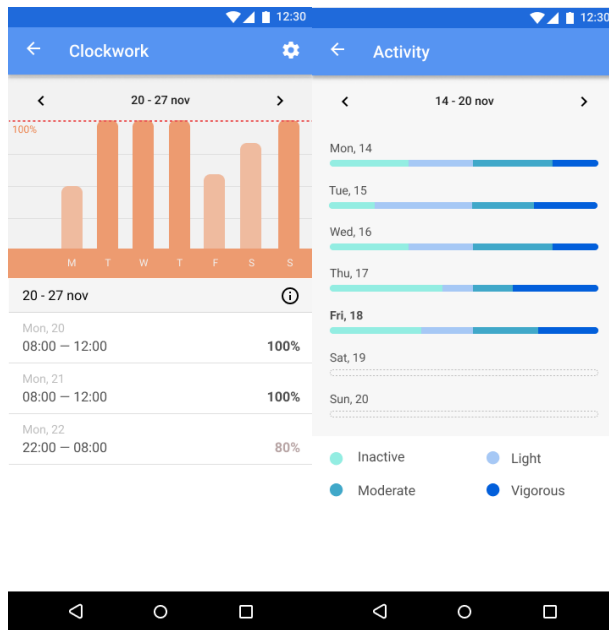 12:30
Clockwork
20 - 27 nov
100%
M T W T F S S
20 - 27 nov
Mon, 20
08:00 — 12:00 100%
Mon, 21
08:00 — 12:00 100%
Mon, 22
22:00 — 08:00 80%
12:30
Activity
14 - 20 nov
Mon, 14
Tue, 15
Wed, 16
Thu, 17
Fri, 18
Sat, 19
Sun, 20
Inactive Light
Moderate Vigorous